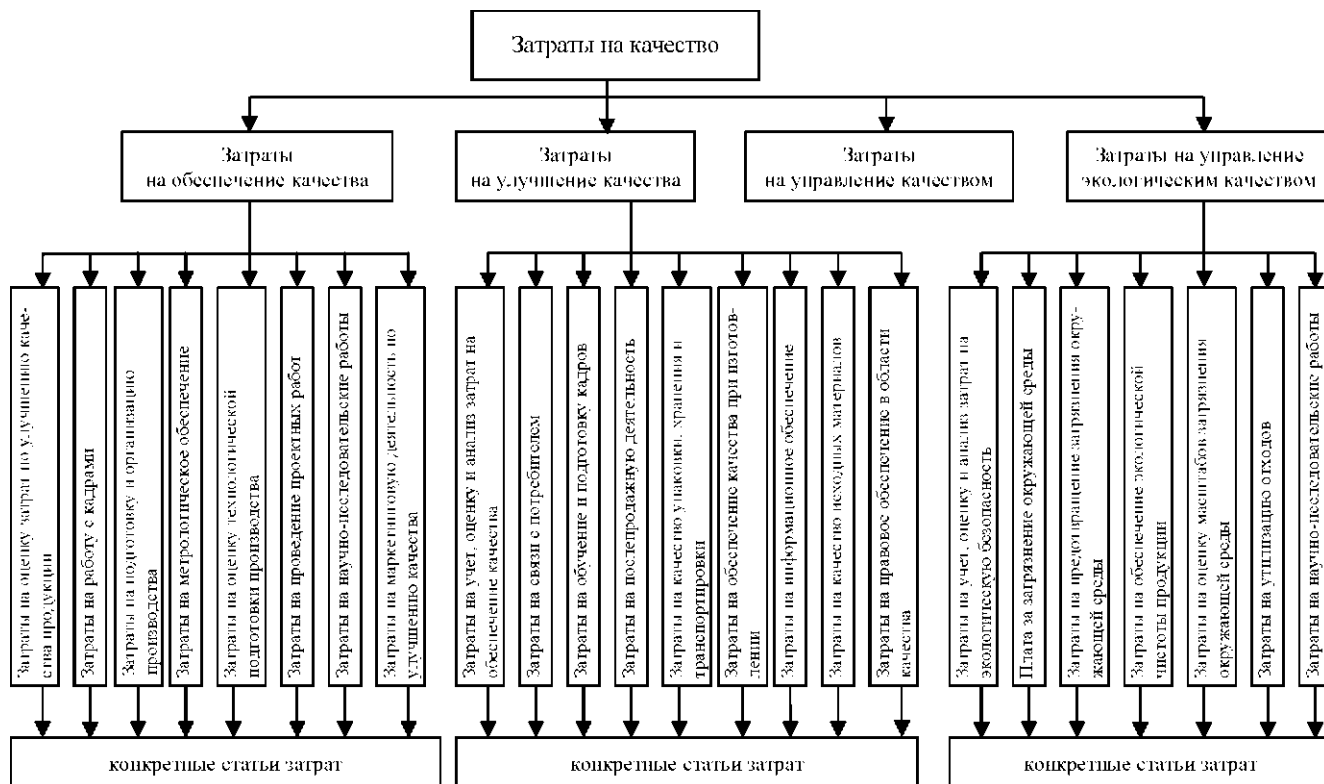 Затраты на качество
Затраты
на обеспечение качества
Затраты
на улучшение качества
Затраты
на управление качеством
Затраты на управление
экологическим качеством
Затраты на оценку затрат по улучшению каче-
ства продукции
Затраты на работу с кадрами
Затраты на подготовку и организацию
производства
Затраты на метрологическое обеспечение
Затраты на оценку технологической
подготовки производства
Затраты на проведение проектных работ
Затраты на научно-исследовательские работы
Затраты на маркетинговую деятельность по
улучшению качества
Затраты на учет, оценку и анализ затрат на
обеспечение качества
Затраты на связи с потребителем
Затраты на обучение и подготовку кадров
Затраты на послепродажную деятельность
Затраты на качество упаковки, хранения и
транспортировки
Затраты на обеспечение качества при изготов-
лении
Затраты на информационное обеспечение
Затраты на качество исходных материалов
Затраты на правовое обеспечение в области
качества
Затраты на учет, оценку и анализ затрат на
экологическую безопасность
Плата за загрязнение окружающей среды
Затраты на предотвращение загрязнения окру-
жающей среды
Затраты на обеспечение экологической
чистоты продукции
Затраты на оценку масштабов загрязнения
окружающей среды
Затраты на утилизацию отходов
Затраты на научно-исследовательские работы
конкретные статьи затрат
конкретные статьи затрат
конкретные статьи затрат